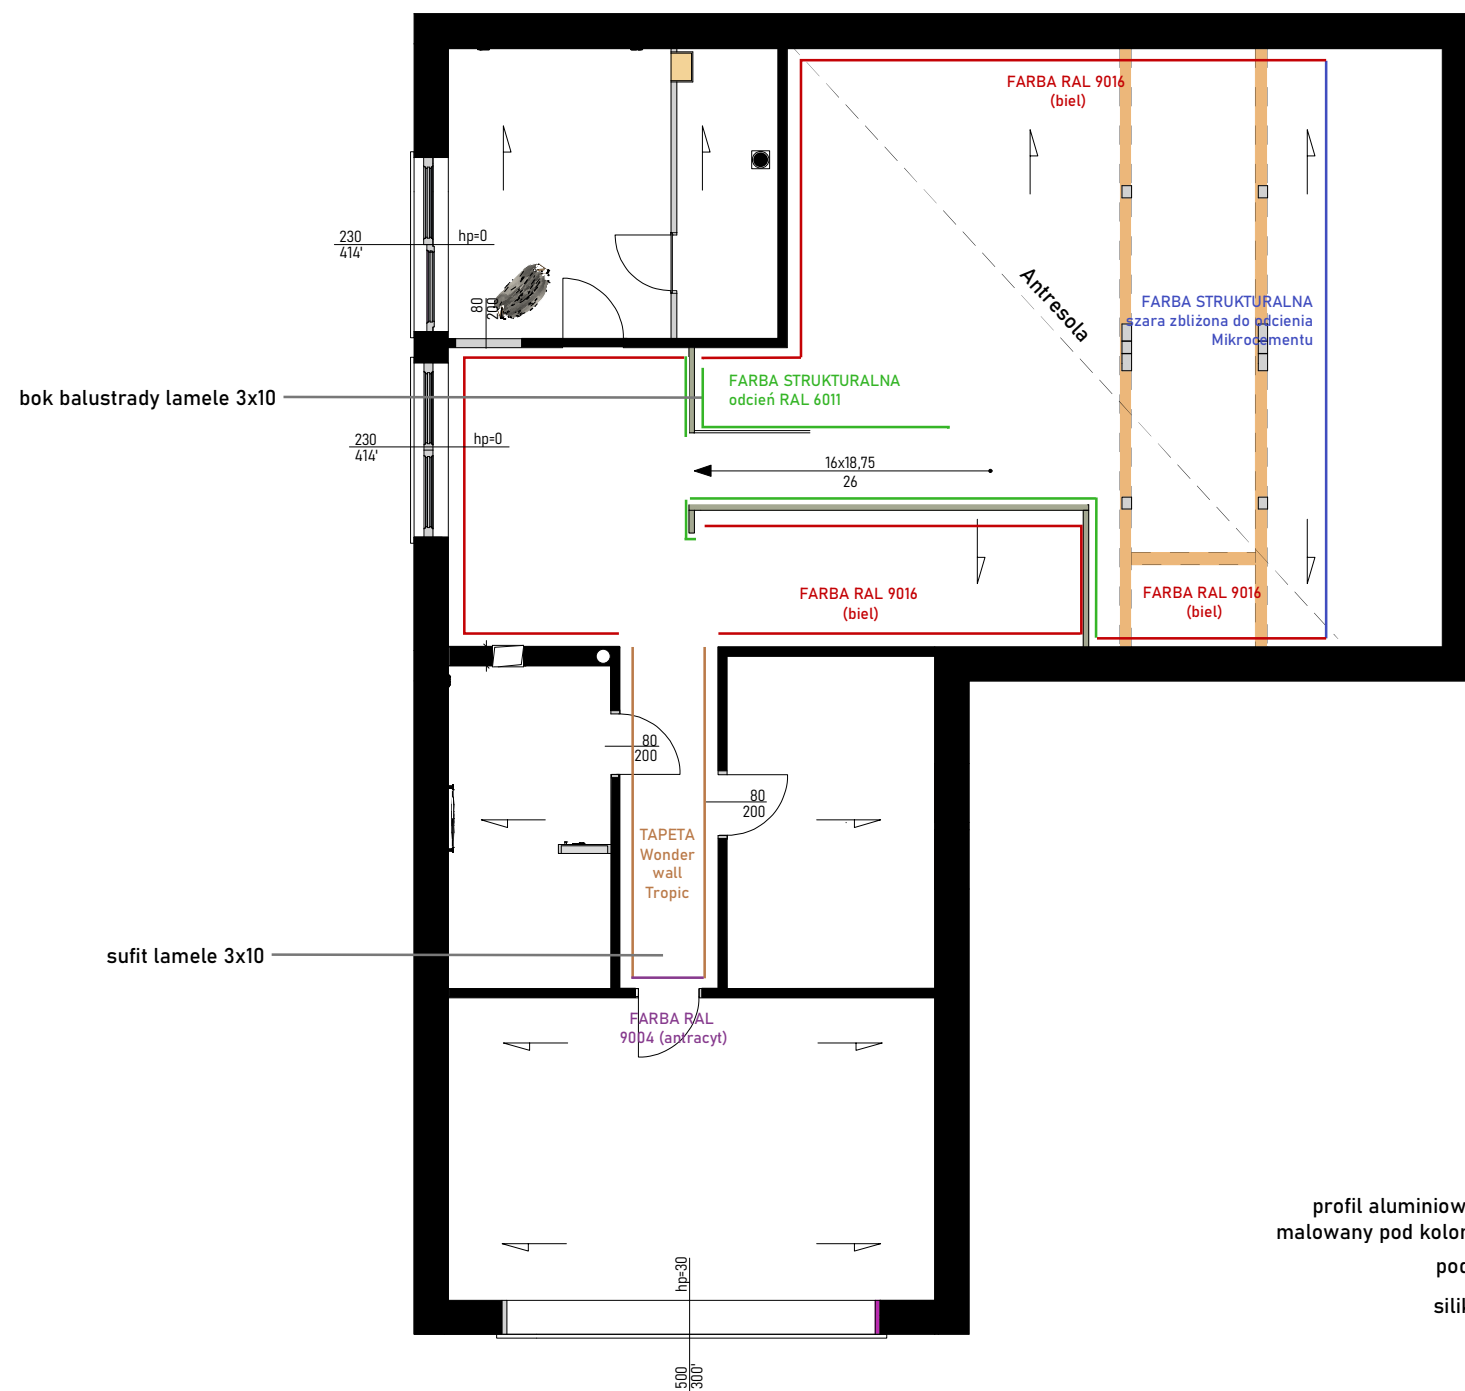 FARBA RAL 9016
(biel)
230
414'
hp=0
80
200
Antresola
FARBA STRUKTURALNA
szara zbliżona do odcienia
Mikrocementu
bok balustrady lamele 3x10
FARBA STRUKTURALNA
odcień RAL 6011
230
414'
hp=0
16x18,75
26
FARBA RAL 9016
(biel)
FARBA RAL 9016
(biel)
80
200
80
200
TAPETA
Wonder
wall
Tropic
sufit lamele 3x10
FARBA RAL
9004 (antracyt)
profil aluminiow
malowany pod kolor
hp=30
500
300'